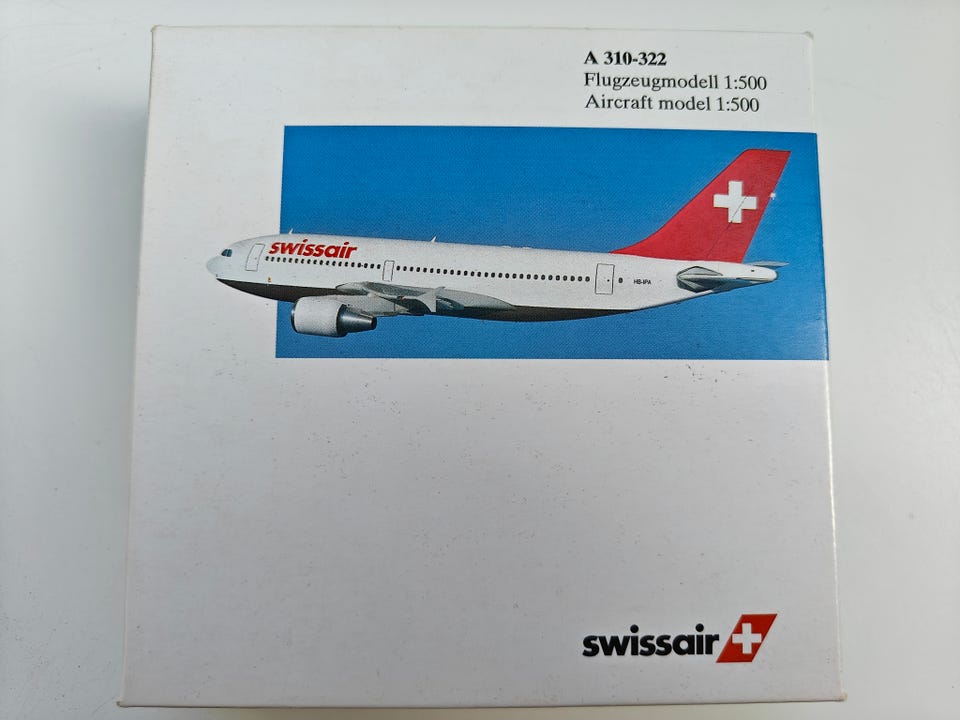 A 310-322
Flugzeugmodell 1:500
Aircraft model 1:500
swissair
HB-IPA
swissair